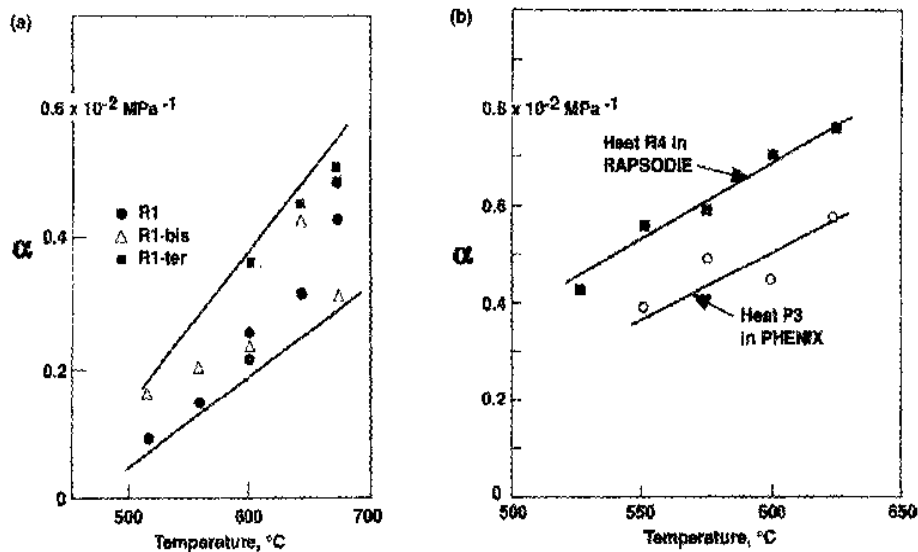 (a)
0.6 x 10-2 MPa-1
R1
R1-bis
R1-ter
0.4
α
0.2
0
500 600 700
Temperature, °C
(b)
0.8 x 10-2 MPa-1
Heat R4 in
RAPSODIE
0.6
α
0.4
Heat P3
in PHENIX
0.2
0
500 550 600 650
Temperature, °C